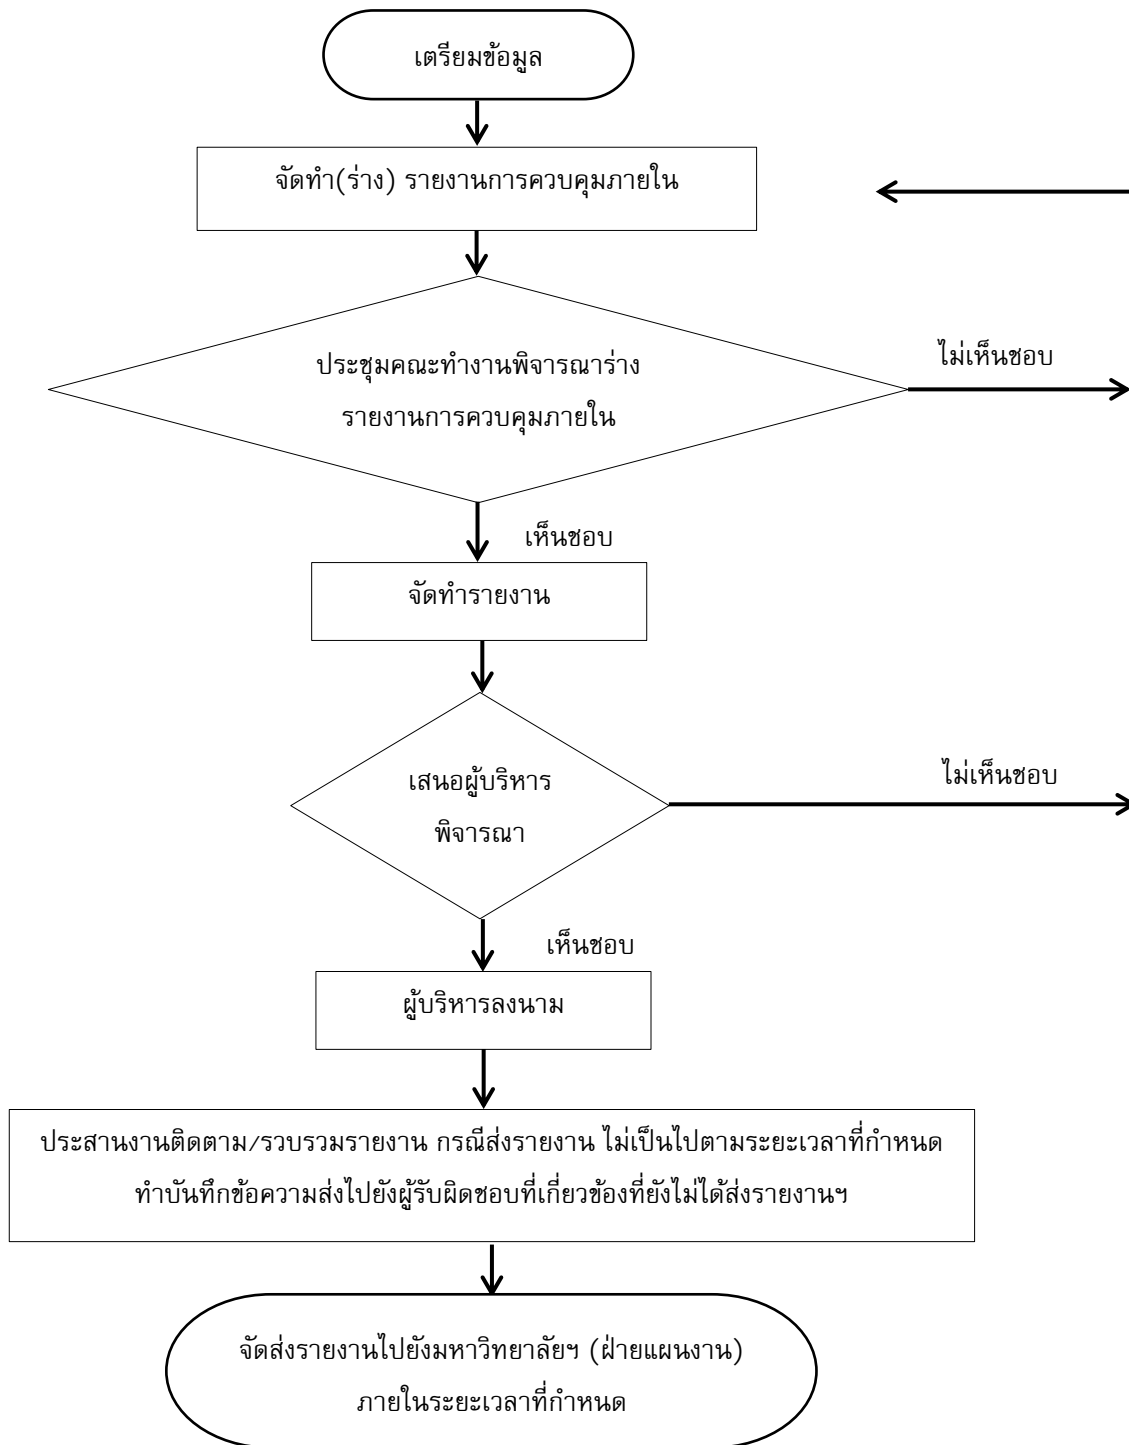 เตรียมข้อมูล
จัดทำ(ร่าง) รายงานการควบคุมภายใน
ประชุมคณะทำงานพิจารณาร่าง
รายงานการควบคุมภายใน
ไม่เห็นชอบ
เห็นชอบ
จัดทำรายงาน
เสนอผู้บริหาร
พิจารณา
ไม่เห็นชอบ
เห็นชอบ
ผู้บริหารลงนาม
ประสานงานติดตาม/รวบรวมรายงาน กรณีส่งรายงาน ไม่เป็นไปตามระยะเวลาที่กำหนด
ทำบันทึกข้อความส่งไปยังผู้รับผิดชอบที่เกี่ยวข้องที่ยังไม่ได้ส่งรายงานฯ
จัดส่งรายงานไปยังมหาวิทยาลัยฯ (ฝ่ายแผนงาน)
ภายในระยะเวลาที่กำหนด